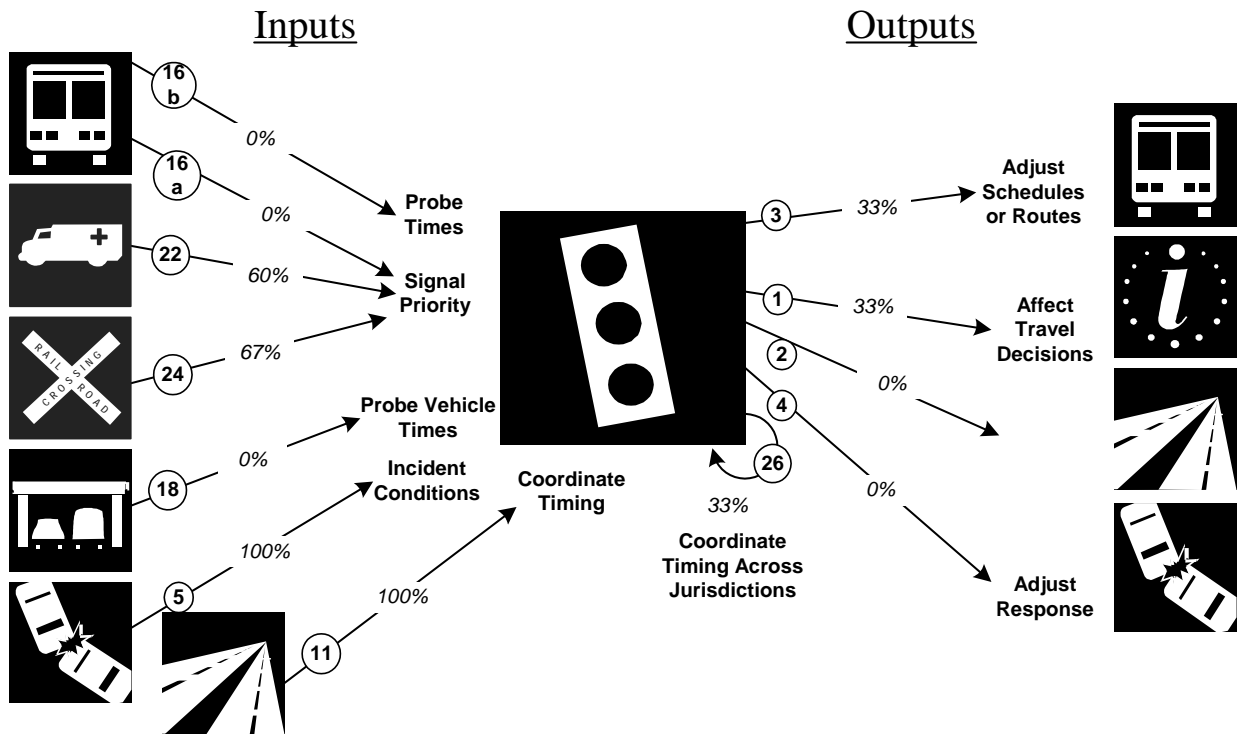 Inputs
Outputs
16
b
0%
16
a
0%
22
60%
24
67%
18
0%
5
100%
11
100%
Probe
Times
Signal
Priority
Probe Vehicle
Times
Incident
Conditions
Coordinate
Timing
RAIL
ROAD
CROSSING
3
33%
1
33%
2
0%
4
0%
26
33%
Coordinate
Timing Across
Jurisdictions
Adjust
Schedules
or Routes
i
Affect
Travel
Decisions
Adjust
Response